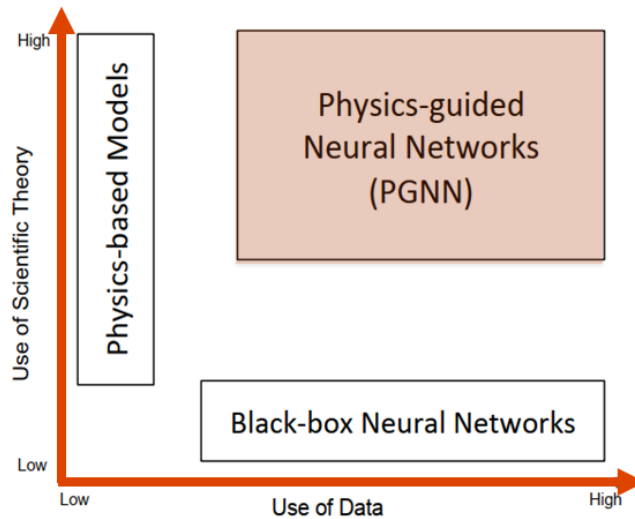 High
Use of Scientific Theory
Physics-based Models
Physics-guided
Neural Networks
(PGNN)
Black-box Neural Networks
Low
Low
Use of Data
High